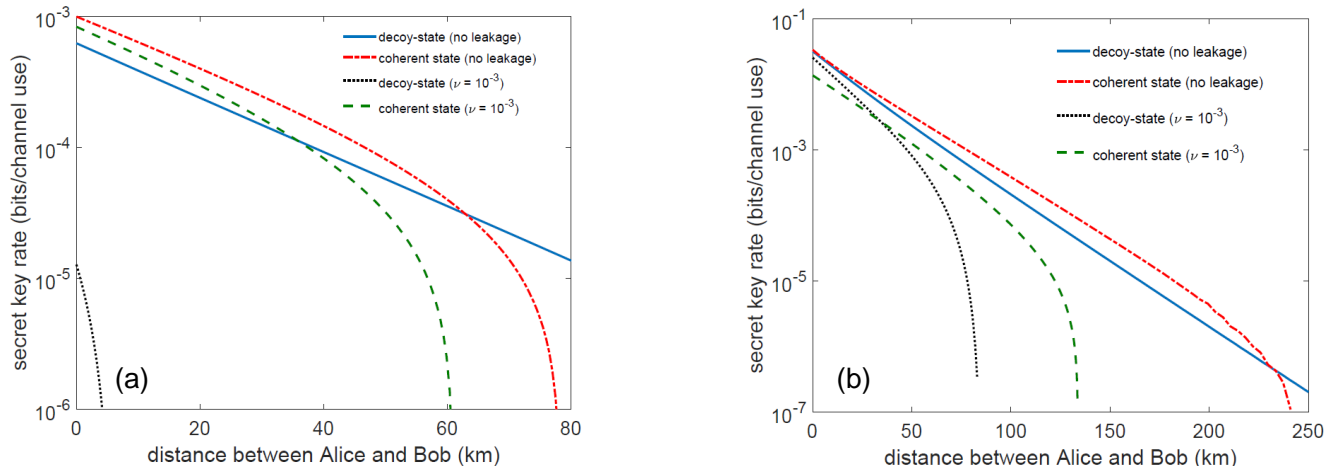 10⁻³
10⁻⁴
10⁻⁵
10⁻⁶
secret key rate (bits/channel use)
decoy-state (no leakage)
coherent state (no leakage)
decoy-state (ν = 10⁻³)
coherent state (ν = 10⁻³)
(a)
0 20 40 60 80
distance between Alice and Bob (km)
10⁻¹
10⁻³
10⁻⁵
10⁻⁷
secret key rate (bits/channel use)
decoy-state (no leakage)
coherent state (no leakage)
decoy-state (ν = 10⁻³)
coherent state (ν = 10⁻³)
(b)
0 50 100 150 200 250
distance between Alice and Bob (km)